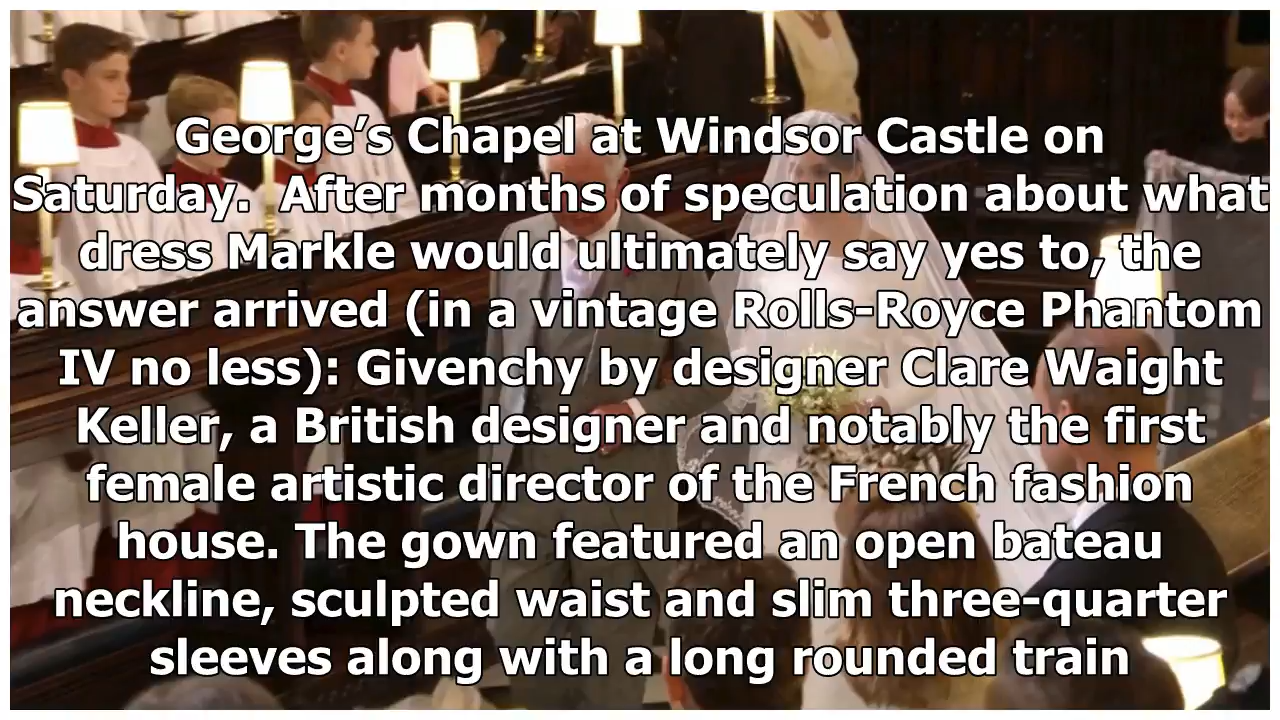 George’s Chapel at Windsor Castle on
Saturday.  After months of speculation about what
dress Markle would ultimately say yes to, the
answer arrived (in a vintage Rolls-Royce Phantom
IV no less): Givenchy by designer Clare Waight
Keller, a British designer and notably the first
female artistic director of the French fashion
house. The gown featured an open bateau
neckline, sculpted waist and slim three-quarter
sleeves along with a long rounded train